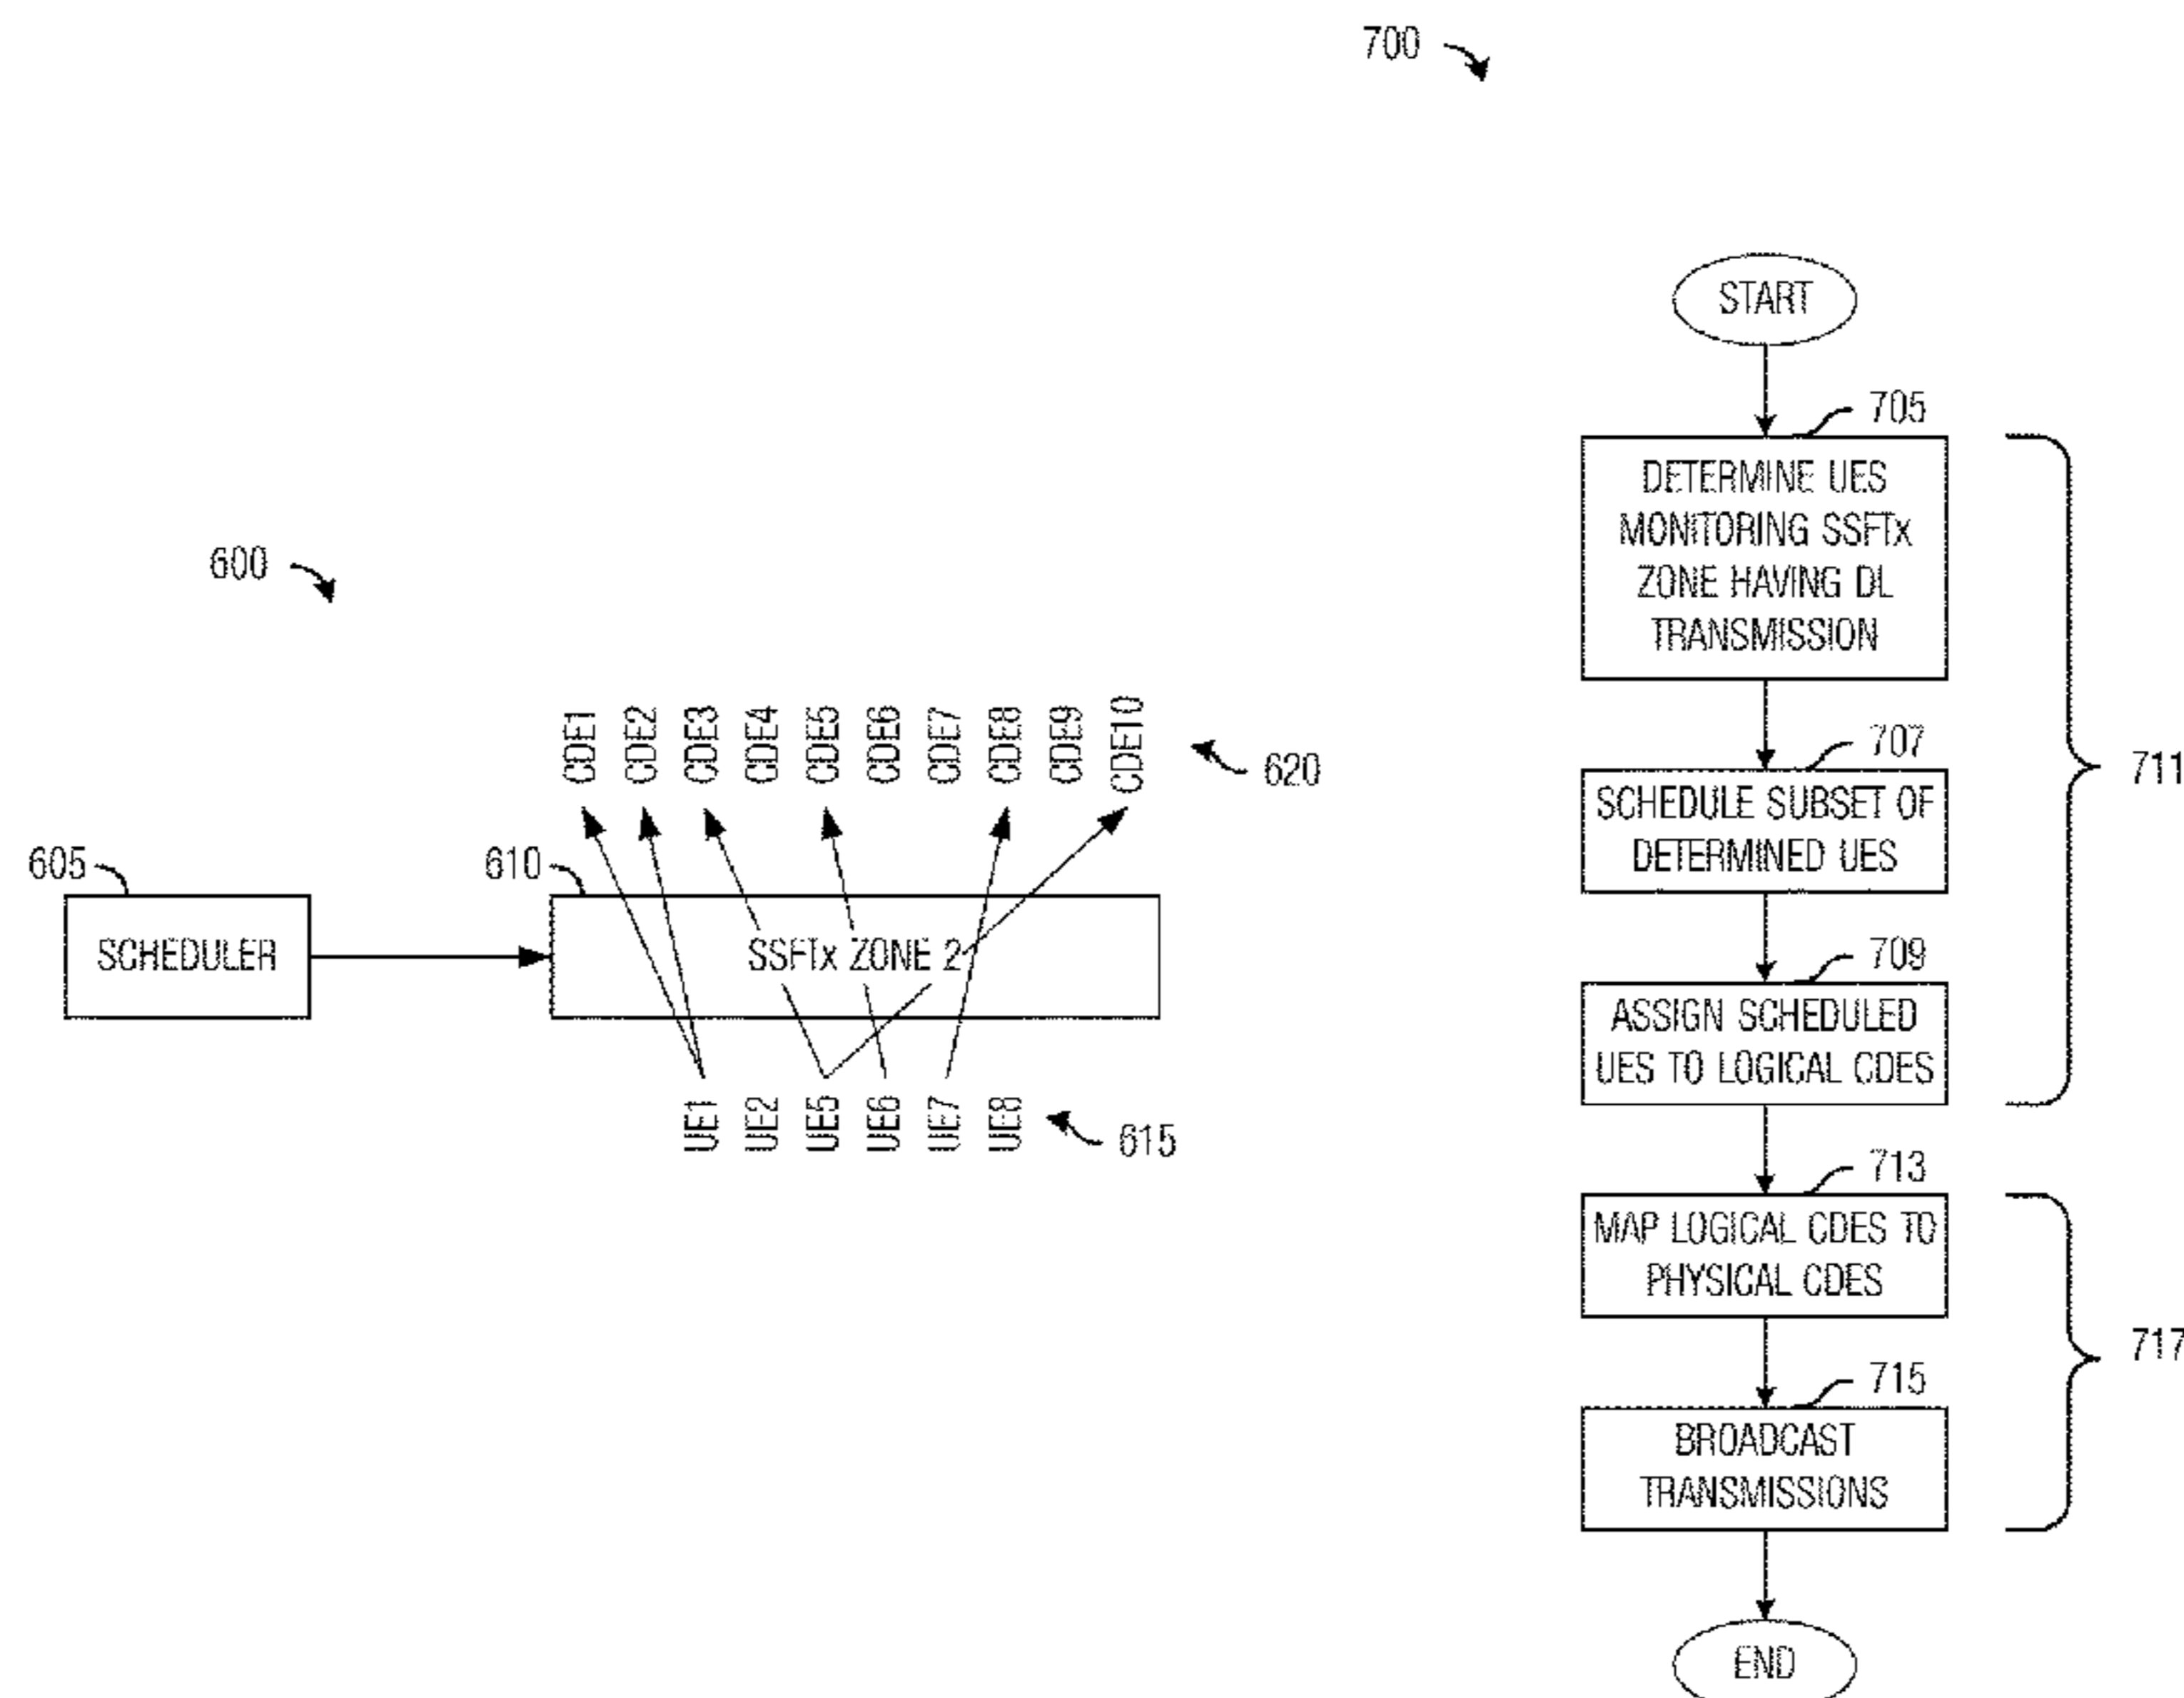 700
START
705
DETERMINE UES
MONITORING SSFTx
ZONE HAVING DL
TRANSMISSION
707
SCHEDULE SUBSET OF
DETERMINED UES
709
ASSIGN SCHEDULED
UES TO LOGICAL CDES
711
713
MAP LOGICAL CDES TO
PHYSICAL CDES
715
BROADCAST
TRANSMISSIONS
717
END
600
605
SCHEDULER
610
SSFTx ZONE 2
CDE1
CDE2
CDE3
CDE4
CDE5
CDE6
CDE7
CDE8
CDE9
CDE10
620
UE1
UE2
UE5
UE6
UE7
UE8
615